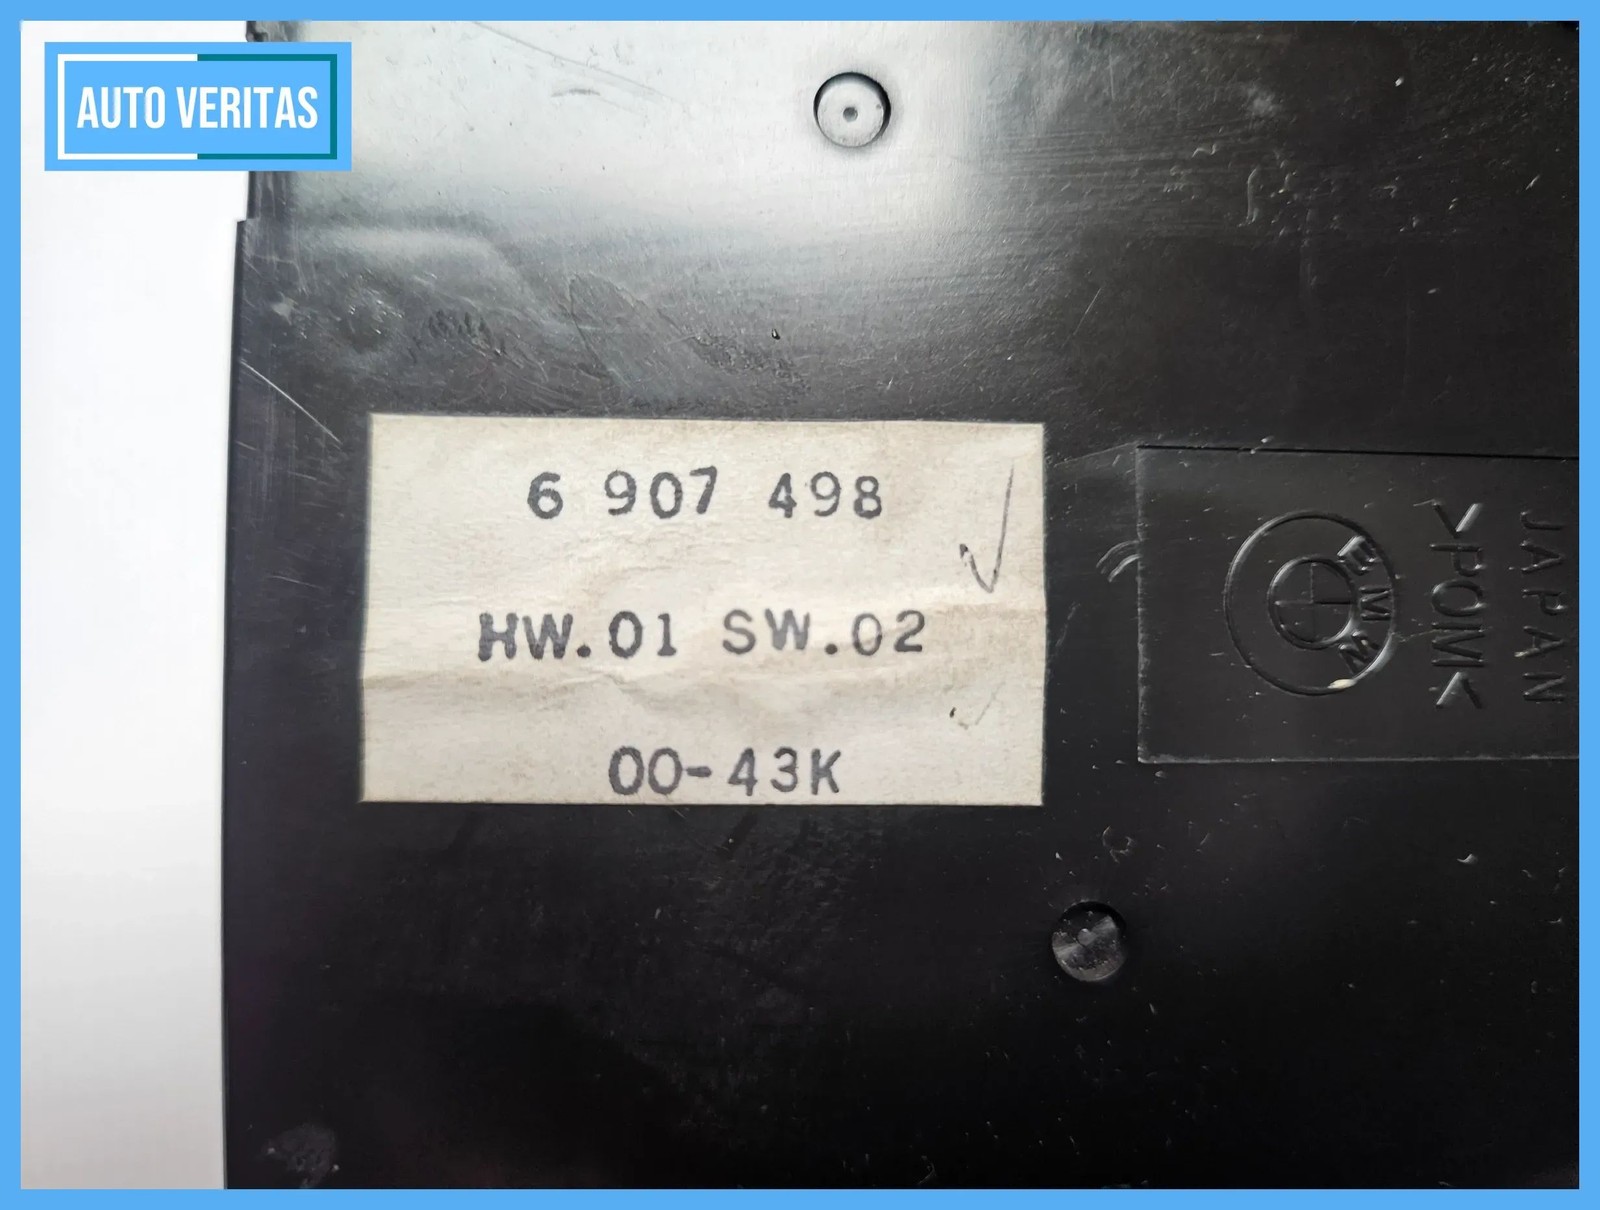 AUTO VERITAS
6 907 498
HW.01 SW.02
00-43K
BMW
>POM<
JAPAN